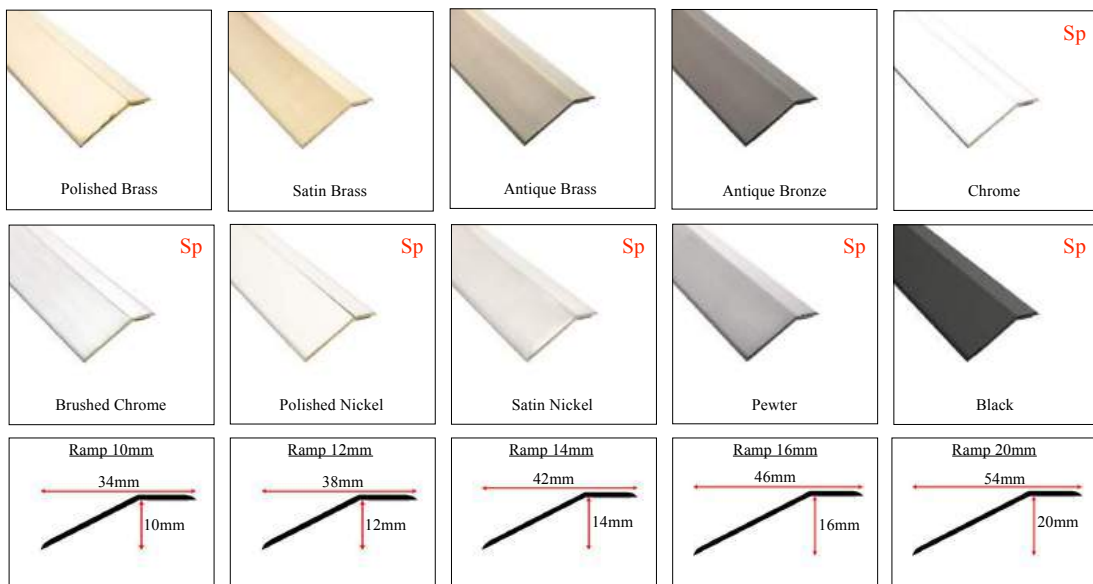 Sp
Polished Brass
Satin Brass
Antique Brass
Antique Bronze
Chrome
Sp
Sp
Sp
Sp
Sp
Brushed Chrome
Polished Nickel
Satin Nickel
Pewter
Black
Ramp 10mm
34mm
10mm
Ramp 12mm
38mm
12mm
Ramp 14mm
42mm
14mm
Ramp 16mm
46mm
16mm
Ramp 20mm
54mm
20mm